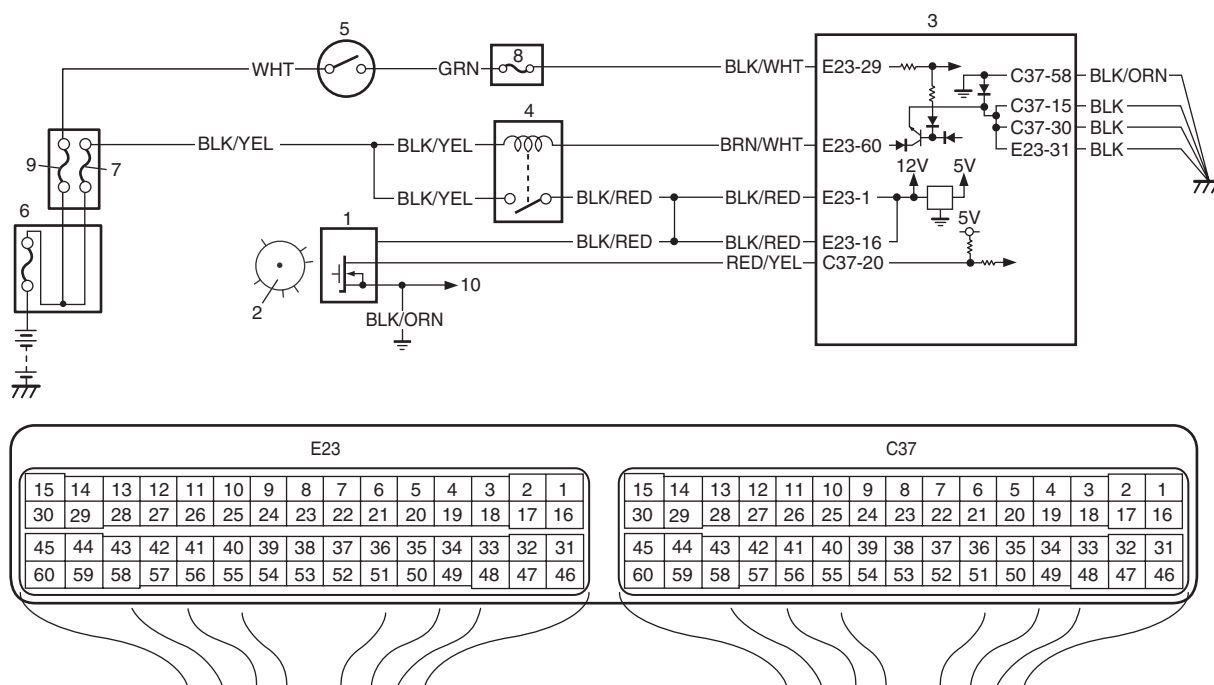 3
5
8
WHT
GRN
BLK/WHT
E23-29
C37-58
BLK/ORN
4
C37-15
BLK
9
7
BLK/YEL
BLK/YEL
BRN/WHT
E23-60
C37-30
BLK
E23-31
BLK
12V
5V
BLK/YEL
BLK/RED
BLK/RED
E23-1
6
1
5V
BLK/RED
BLK/RED
E23-16
RED/YEL
C37-20
2
10
BLK/ORN
E23
C37
15 14 13 12 11 10 9 8 7 6 5 4 3 2 1
30 29 28 27 26 25 24 23 22 21 20 19 18 17 16
45 44 43 42 41 40 39 38 37 36 35 34 33 32 31
60 59 58 57 56 55 54 53 52 51 50 49 48 47 46
15 14 13 12 11 10 9 8 7 6 5 4 3 2 1
30 29 28 27 26 25 24 23 22 21 20 19 18 17 16
45 44 43 42 41 40 39 38 37 36 35 34 33 32 31
60 59 58 57 56 55 54 53 52 51 50 49 48 47 46